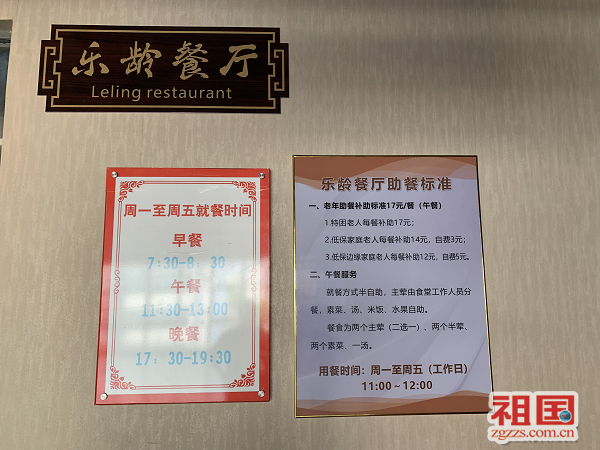 乐龄餐厅
Leling restaurant
周一至周五就餐时间
早餐
7:30-8：30
午餐
11:30-13:00
晚餐
17：30-19:30
乐龄餐厅助餐标准
一、老年助餐补助标准17元/餐（午餐）
1.特困老人每餐补助17元；
2.低保家庭老人每餐补助14元，自费3元；
3.低保边缘家庭老人每餐补助12元，自费5元。
二、午餐服务
就餐方式半自助，主荤由食堂工作人员分
餐，素菜、汤、米饭、水果自助。
餐食为两个主荤（二选一）、两个半荤、
两个素菜、一汤。
用餐时间：周一至周五（工作日）
11:00～12:00
祖国
zgzzs.com.cn